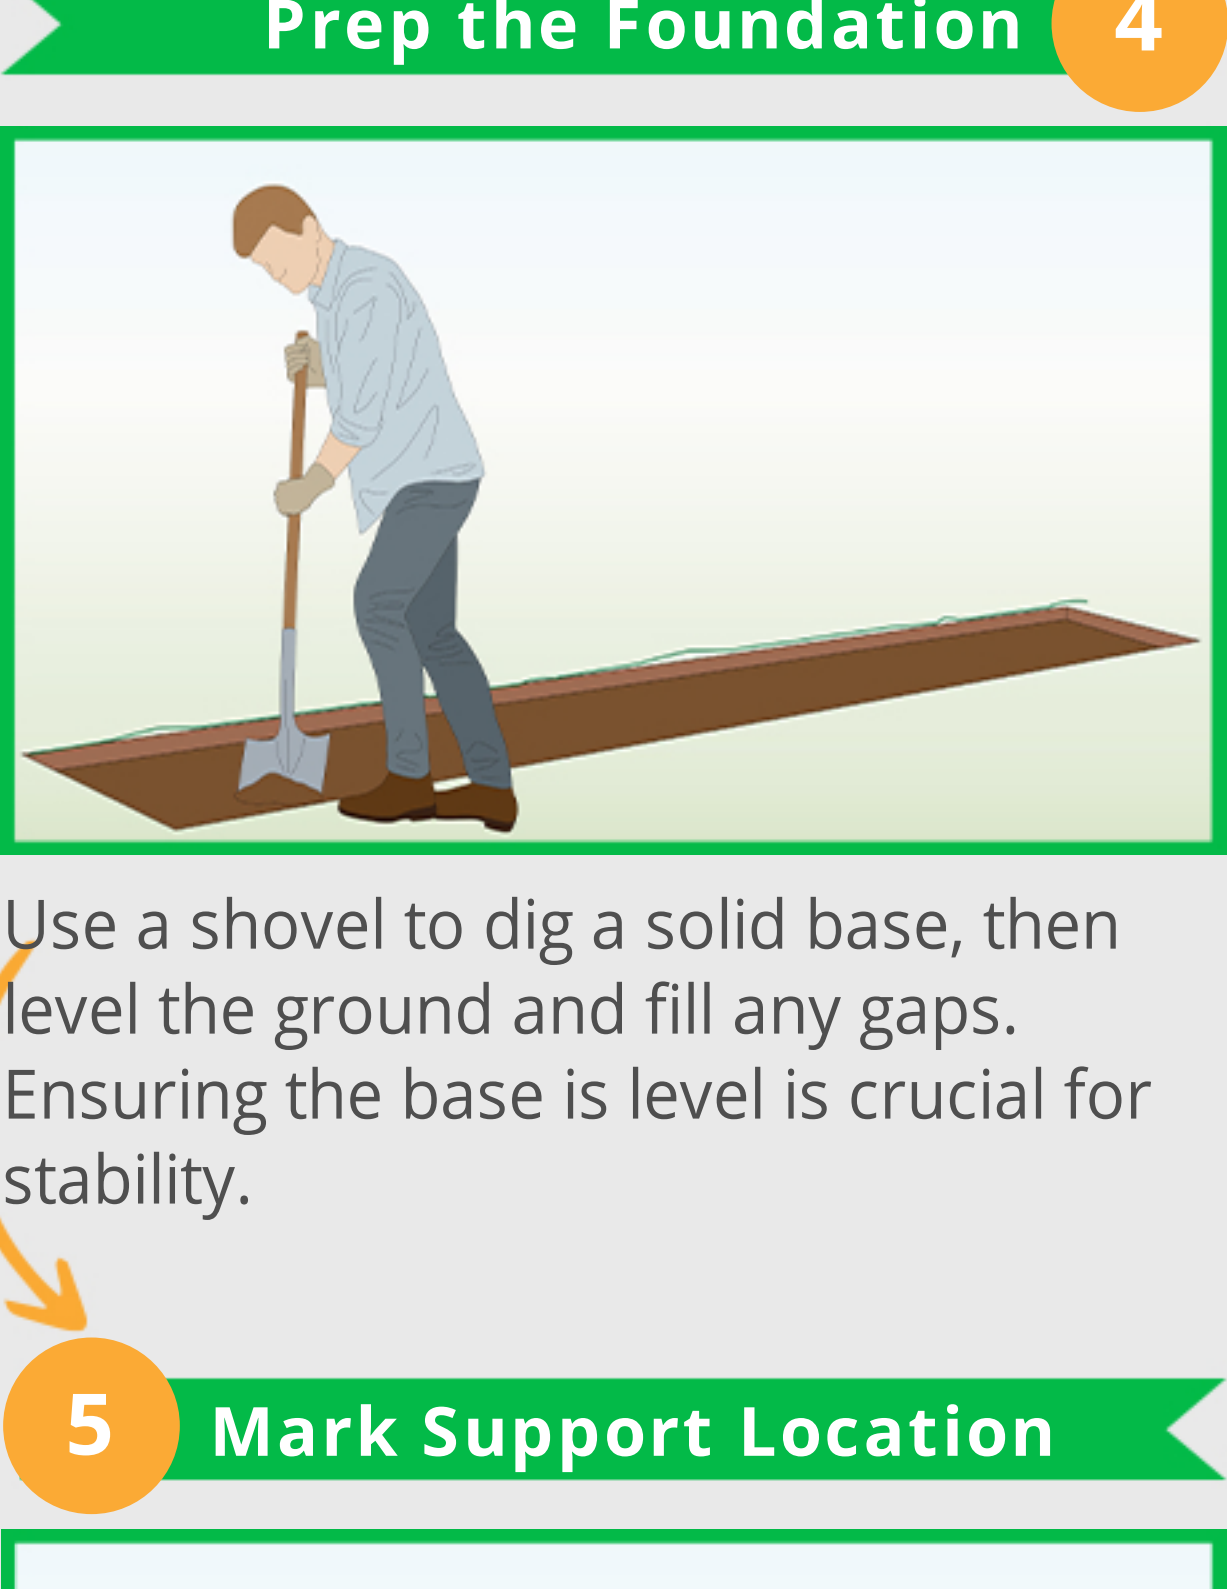 Prep the Foundation 4
Use a shovel to dig a solid base, then
level the ground and fill any gaps.
Ensuring the base is level is crucial for
stability.
5 Mark Support Location